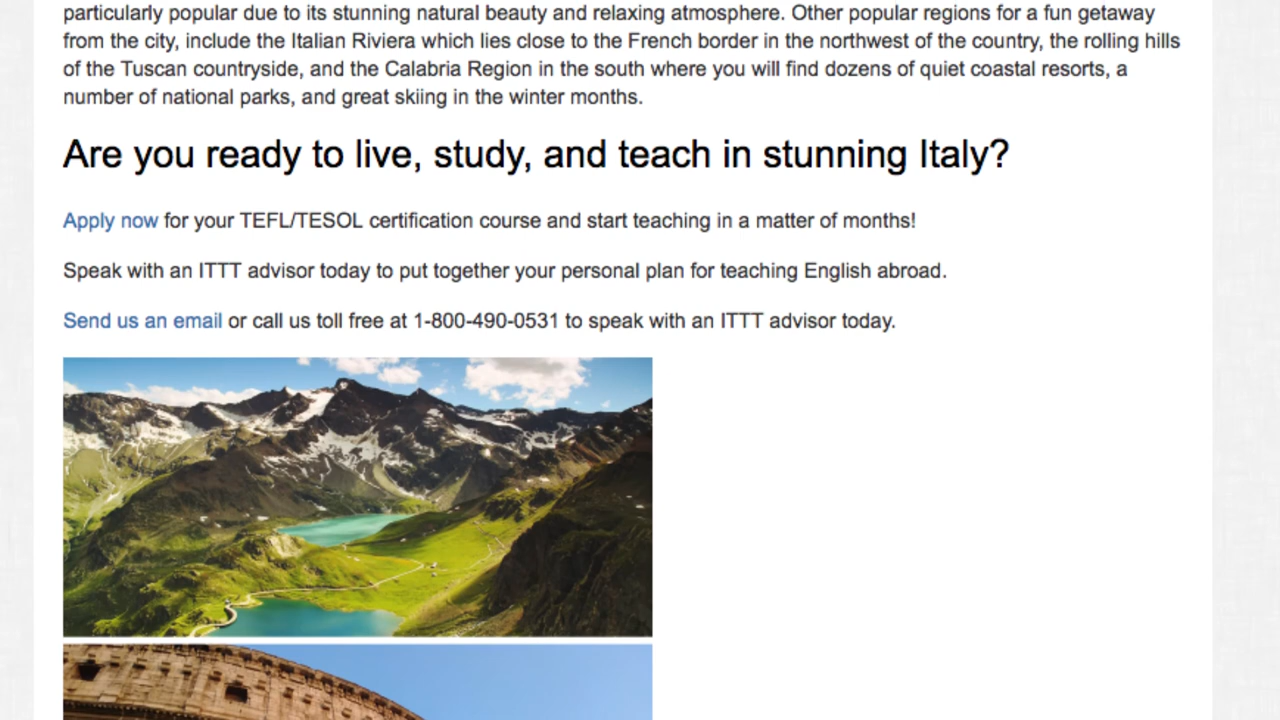 particularly popular due to its stunning natural beauty and relaxing atmosphere. Other popular regions for a fun getaway
from the city, include the Italian Riviera which lies close to the French border in the northwest of the country, the rolling hills
of the Tuscan countryside, and the Calabria Region in the south where you will find dozens of quiet coastal resorts, a
number of national parks, and great skiing in the winter months.
Are you ready to live, study, and teach in stunning Italy?
Apply now for your TEFL/TESOL certification course and start teaching in a matter of months!
Speak with an ITTT advisor today to put together your personal plan for teaching English abroad.
Send us an email or call us toll free at 1-800-490-0531 to speak with an ITTT advisor today.